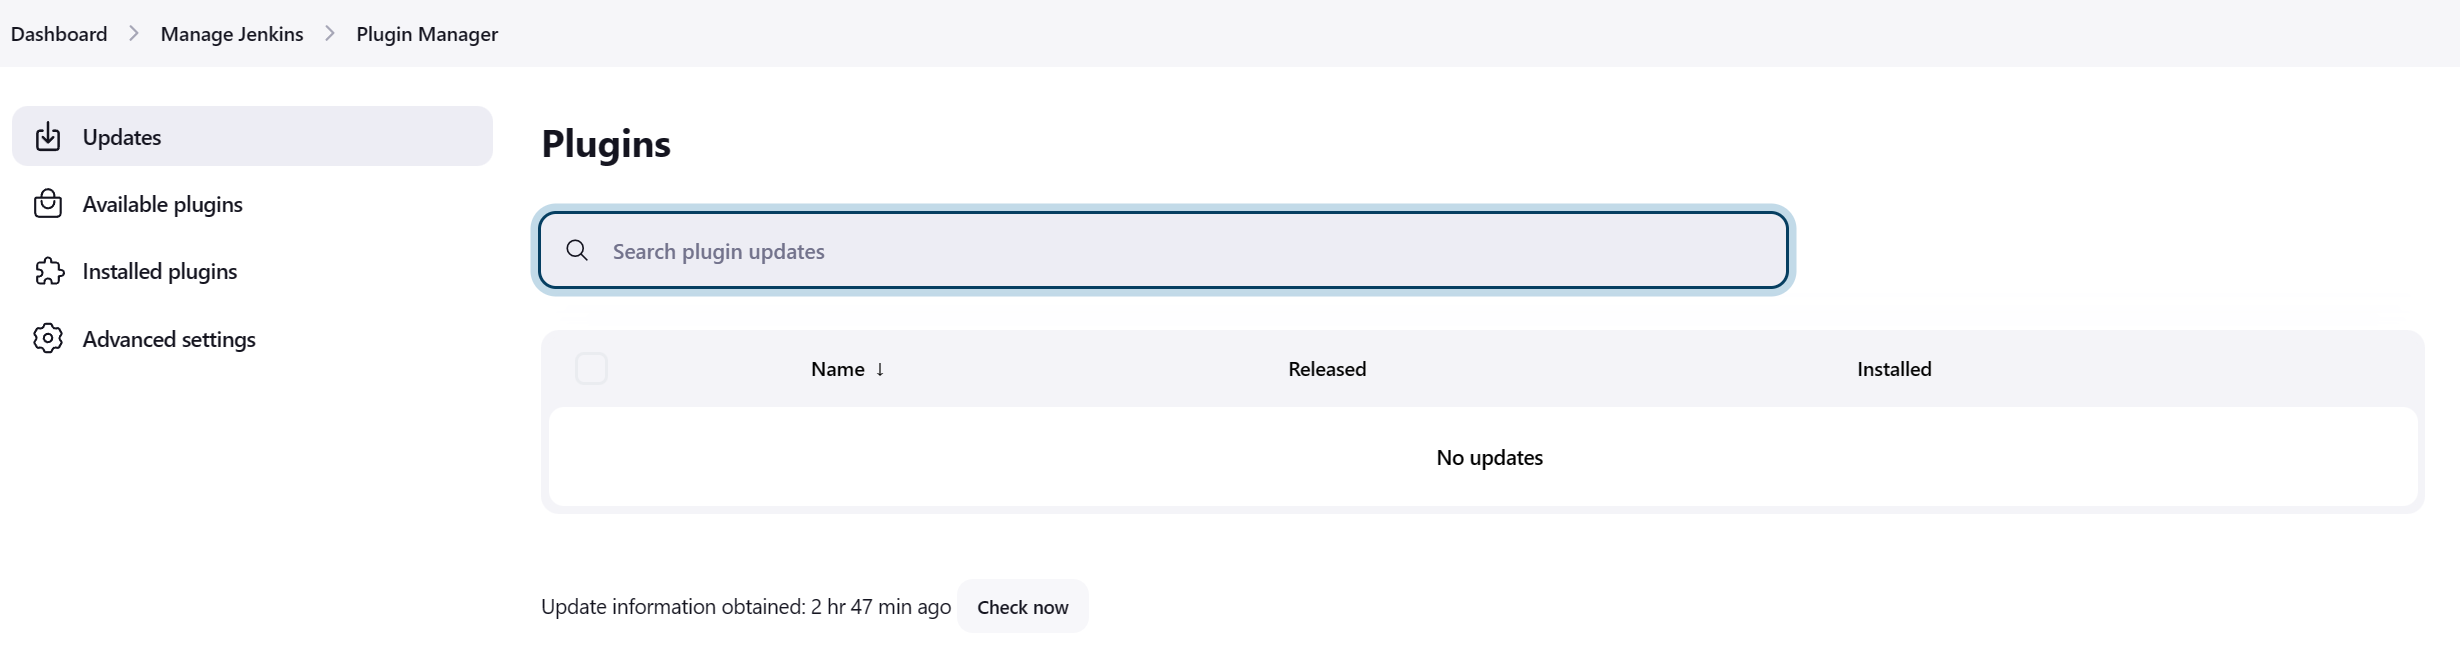 Dashboard > Manage Jenkins > Plugin Manager
Updates
Available plugins
Installed plugins
Advanced settings
Plugins
Search plugin updates
Name ↓ Released Installed
No updates
Update information obtained: 2 hr 47 min ago Check now